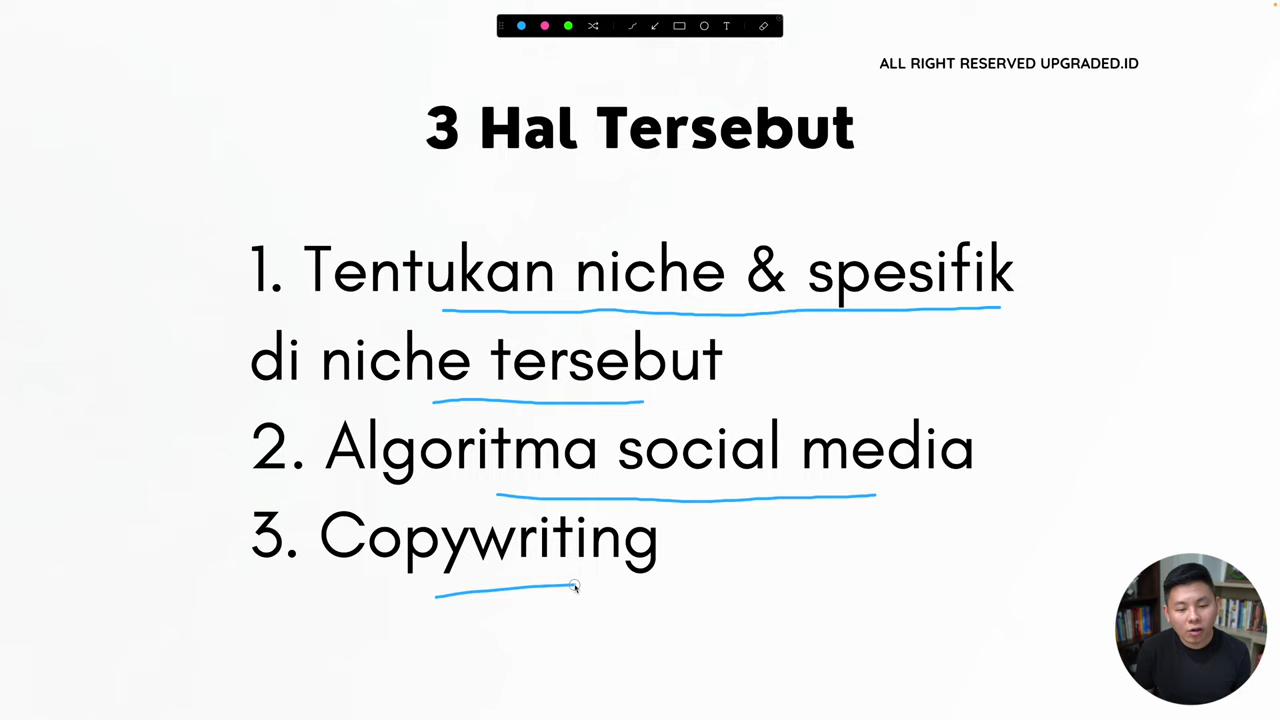 T
ALL RIGHT RESERVED UPGRADED.ID
3 Hal Tersebut
1. Tentukan niche & spesifik
di niche tersebut
2. Algoritma social media
3. Copywriting